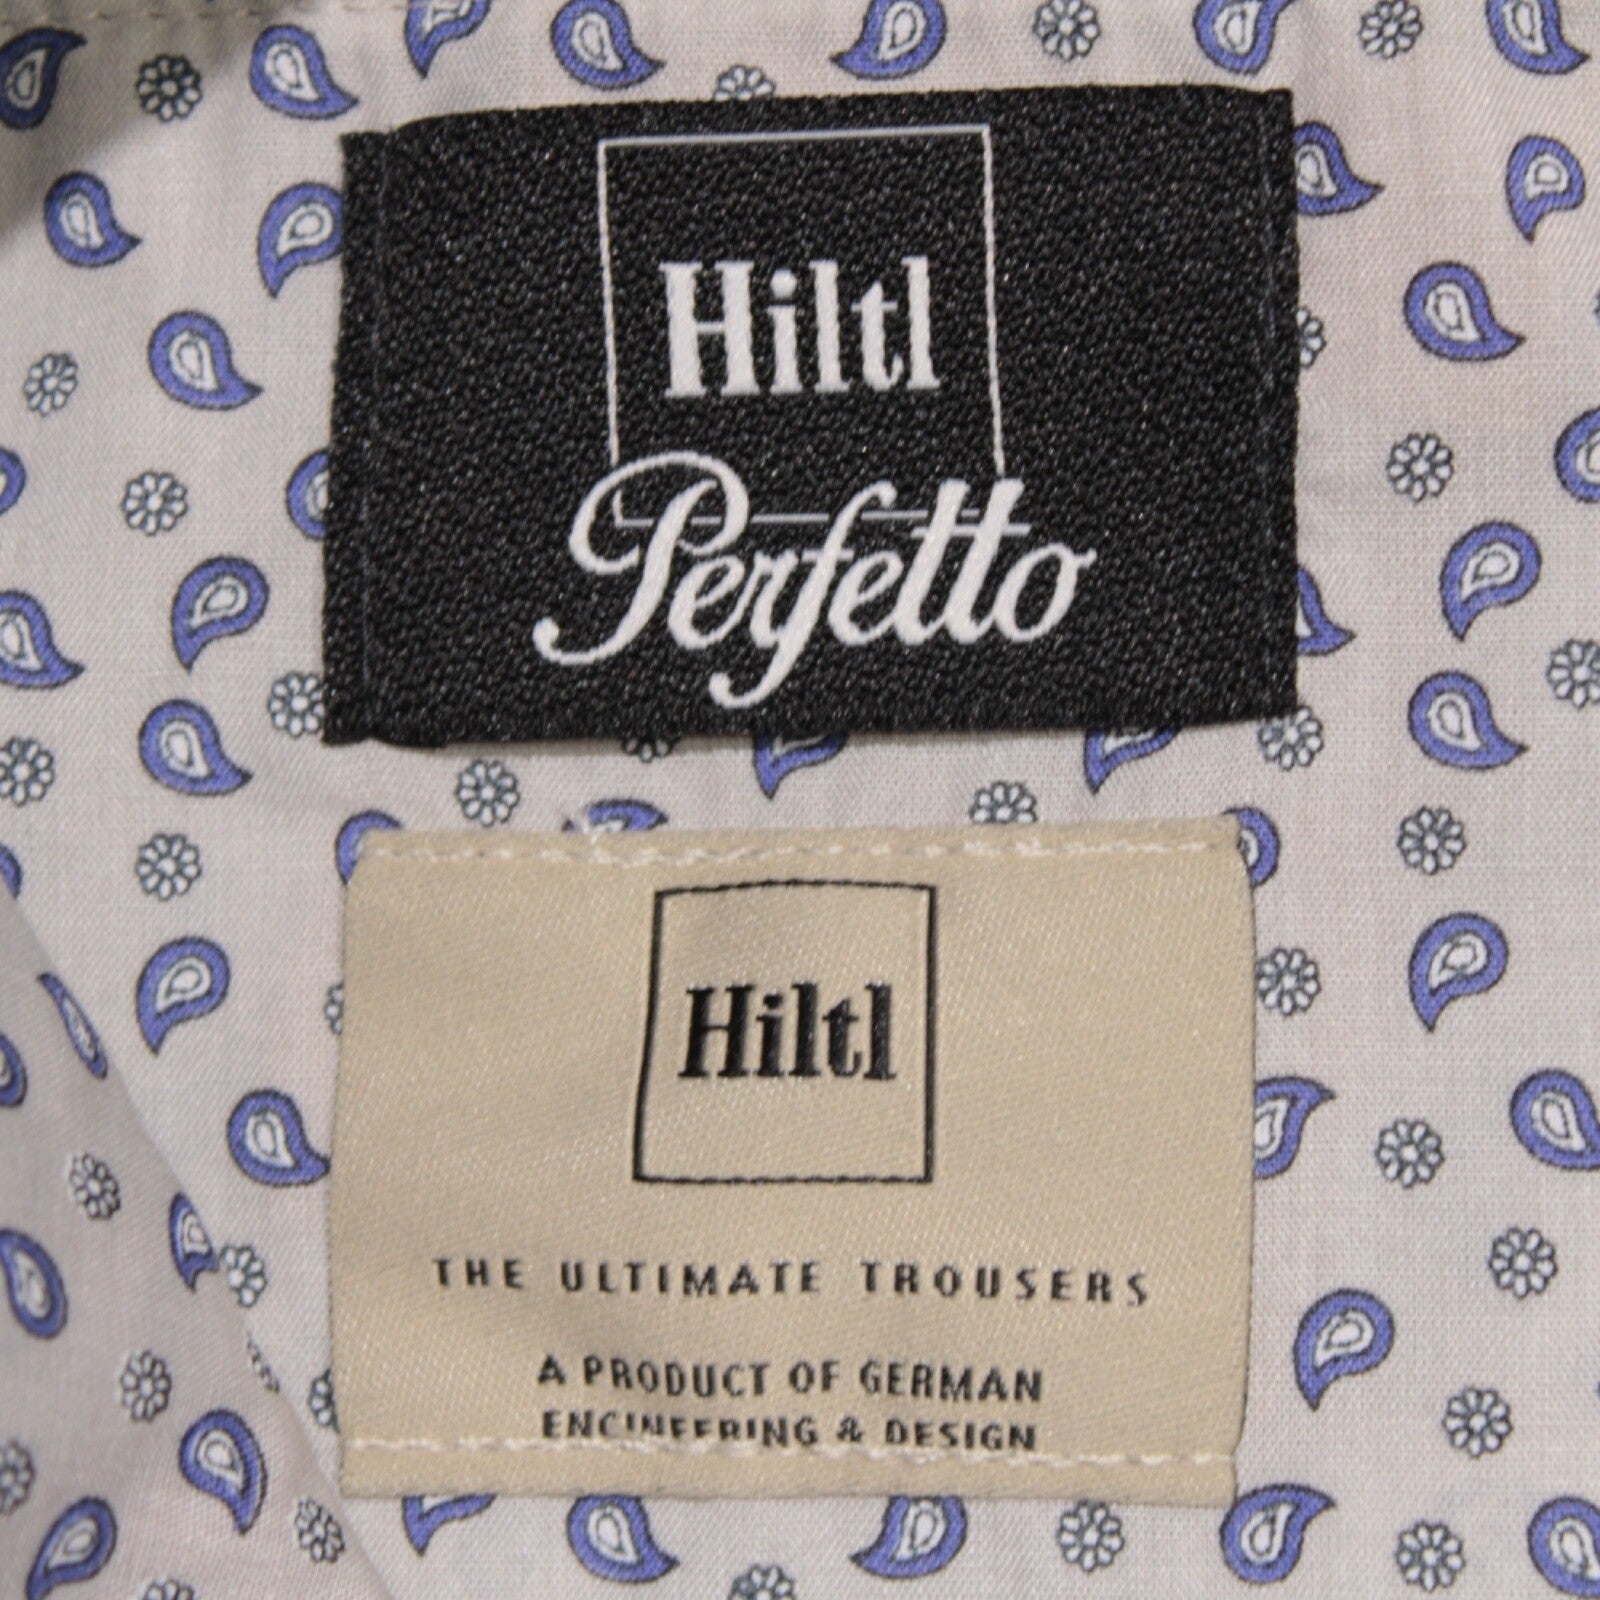 Hiltl
Perfetto
Hiltl
THE ULTIMATE TROUSERS
A PRODUCT OF GERMAN
ENGINEERING & DESIGN